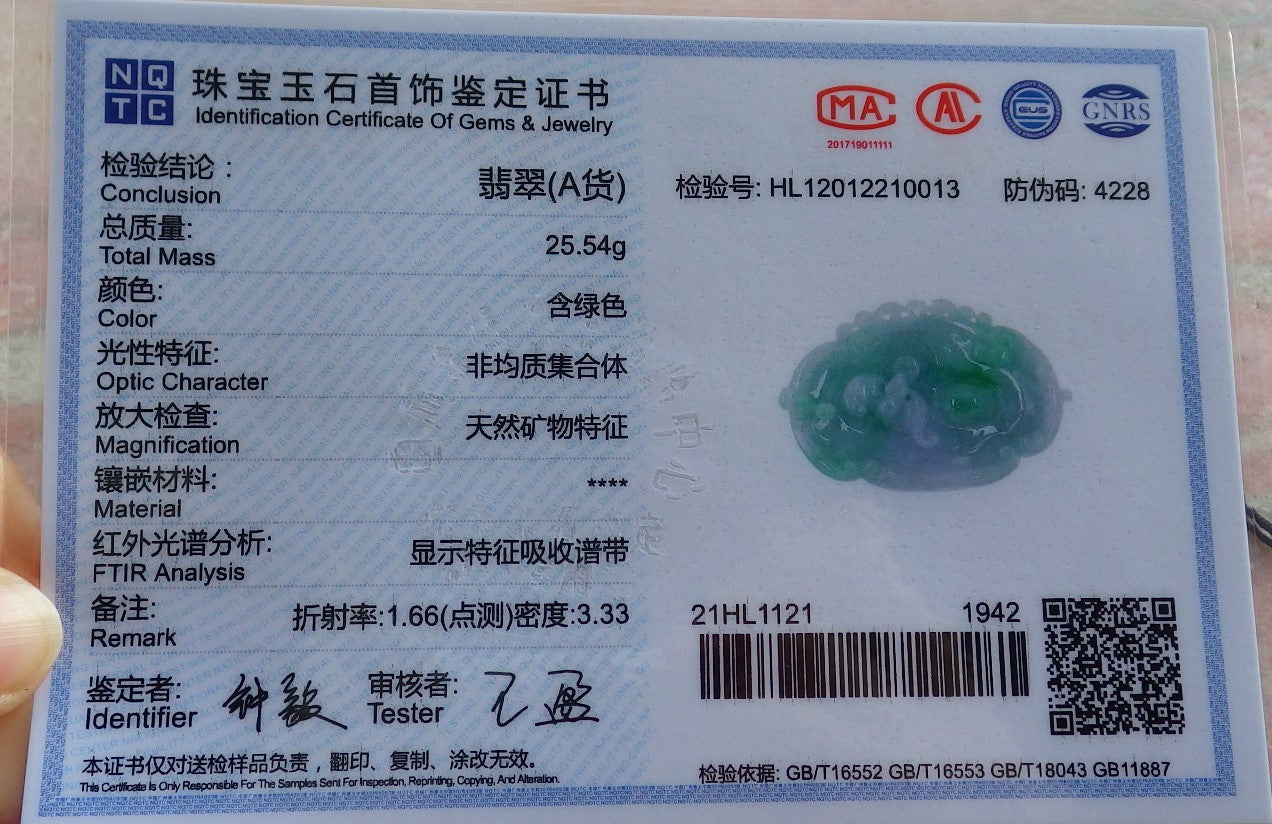 NQTC
珠宝玉石首饰鉴定证书
Identification Certificate Of Gems & Jewelry
MA
201719011111
GNRS
检验号: HL12012210013 防伪码: 4228
检验结论：
Conclusion
翡翠(A货)
总质量:
Total Mass
25.54g
颜色:
Color
含绿色
光性特征:
Optic Character
非均质集合体
放大检查:
Magnification
天然矿物特征
镶嵌材料:
Material
****
红外光谱分析:
FTIR Analysis
显示特征吸收谱带
备注:
Remark
折射率:1.66(点测)密度:3.33
鉴定者:
Identifier
审核者:
Tester
王盈
本证书仅对送检样品负责，翻印、复制、涂改无效。
This Certificate Is Only Responsible For The Samples Sent For Inspection, Reprinting, Copying, And Alteration.
21HL1121 1942
检验依据: GB/T16552 GB/T16553 GB/T18043 GB11887